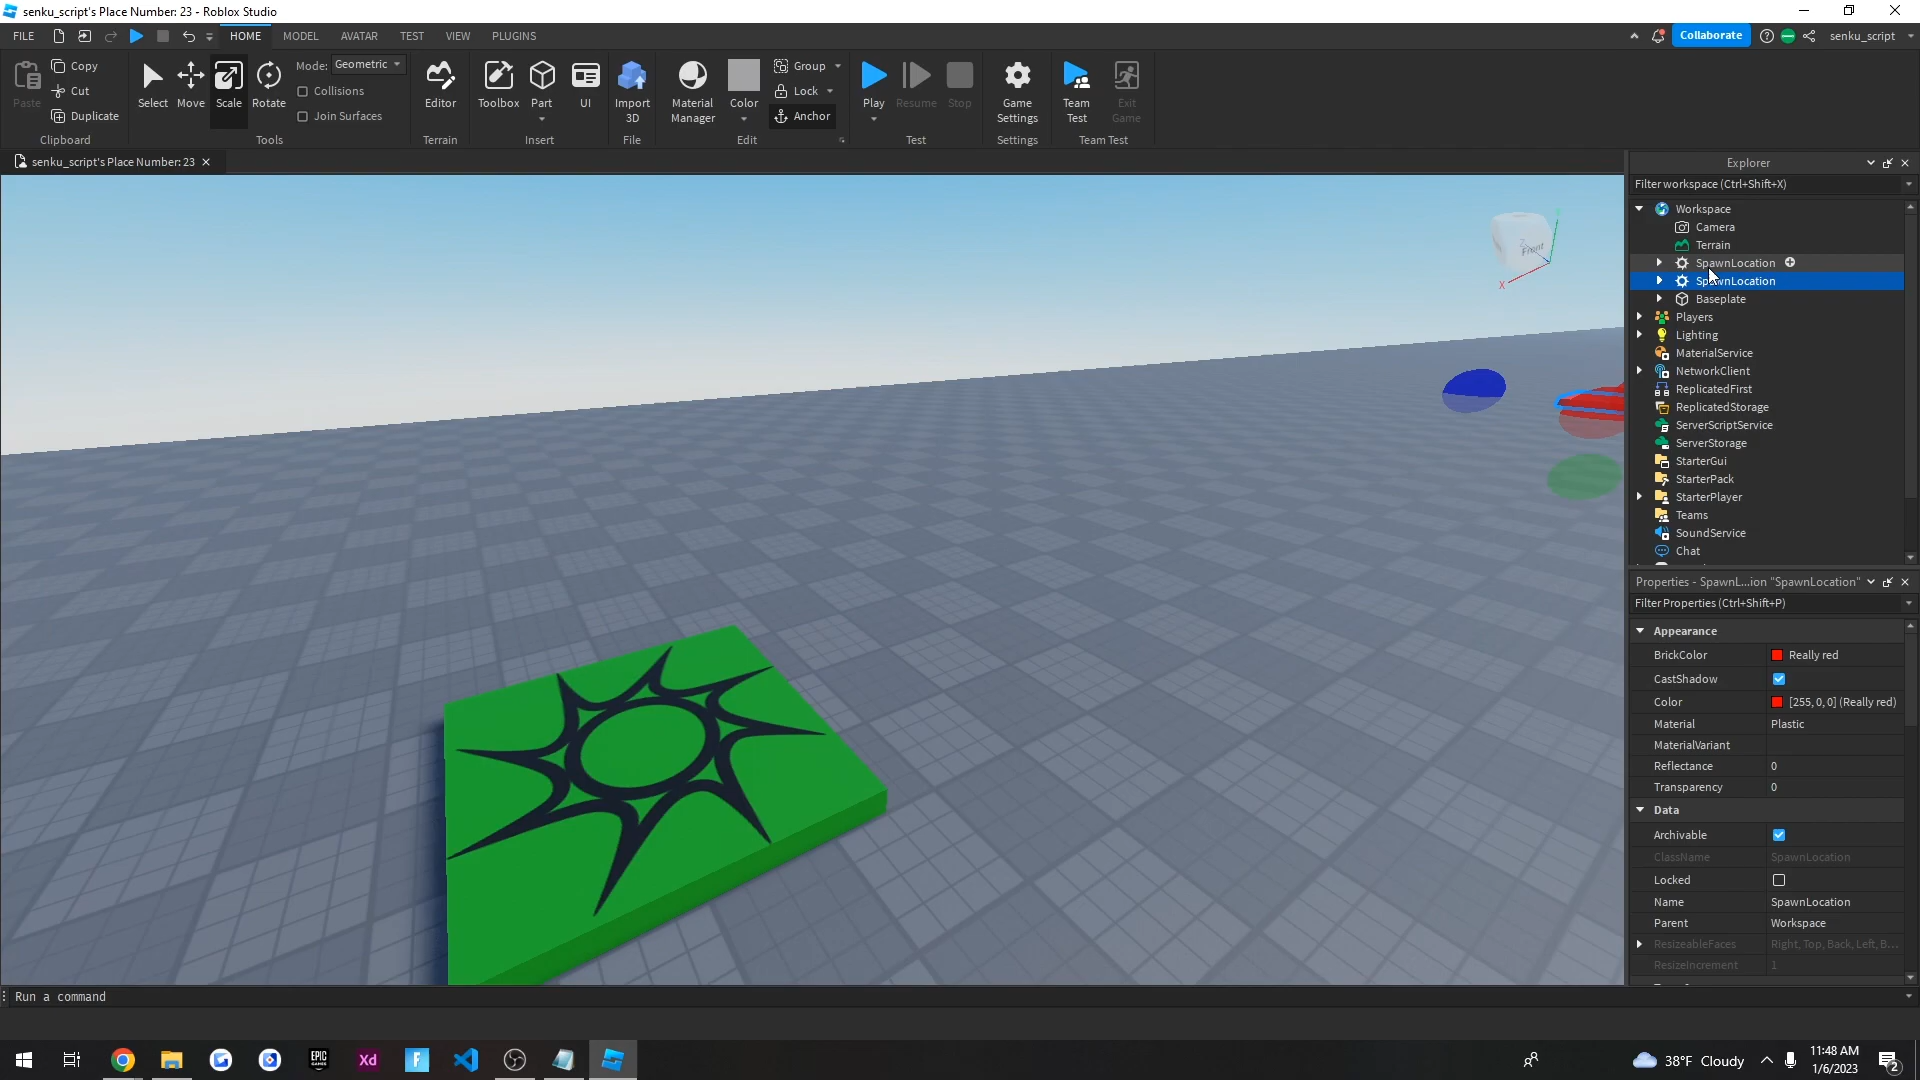 senku_script's Place Number: 23 - Roblox Studio
FILE HOME MODEL AVATAR TEST VIEW PLUGINS Collaborate senku_script
Paste Copy Cut Duplicate Clipboard
Select Move Scale Rotate Mode: Geometric Collisions Join Surfaces Tools
Editor Terrain
Toolbox Part UI Insert
Import 3D File
Material Manager Color Group Lock Anchor Edit
Play Resume Stop Test
Game Settings Settings
Team Test Exit Game Team Test
senku_script's Place Number: 23
Front
X
Explorer
Filter workspace (Ctrl+Shift+X)
Workspace
Camera
Terrain
SpawnLocation
SpawnLocation
Baseplate
Players
Lighting
MaterialService
NetworkClient
ReplicatedFirst
ReplicatedStorage
ServerScriptService
ServerStorage
StarterGui
StarterPack
StarterPlayer
Teams
SoundService
Chat
Properties - SpawnL...ion "SpawnLocation"
Filter Properties (Ctrl+Shift+P)
Appearance
BrickColor Really red
CastShadow
Color [255, 0, 0] (Really red)
Material Plastic
MaterialVariant
Reflectance 0
Transparency 0
Data
Archivable
ClassName SpawnLocation
Locked
Name SpawnLocation
Parent Workspace
ResizeableFaces Right, Top, Back, Left, B...
ResizeIncrement 1
Run a command
EPIC GAMES Xd 38°F Cloudy 11:48 AM
1/6/2023 2